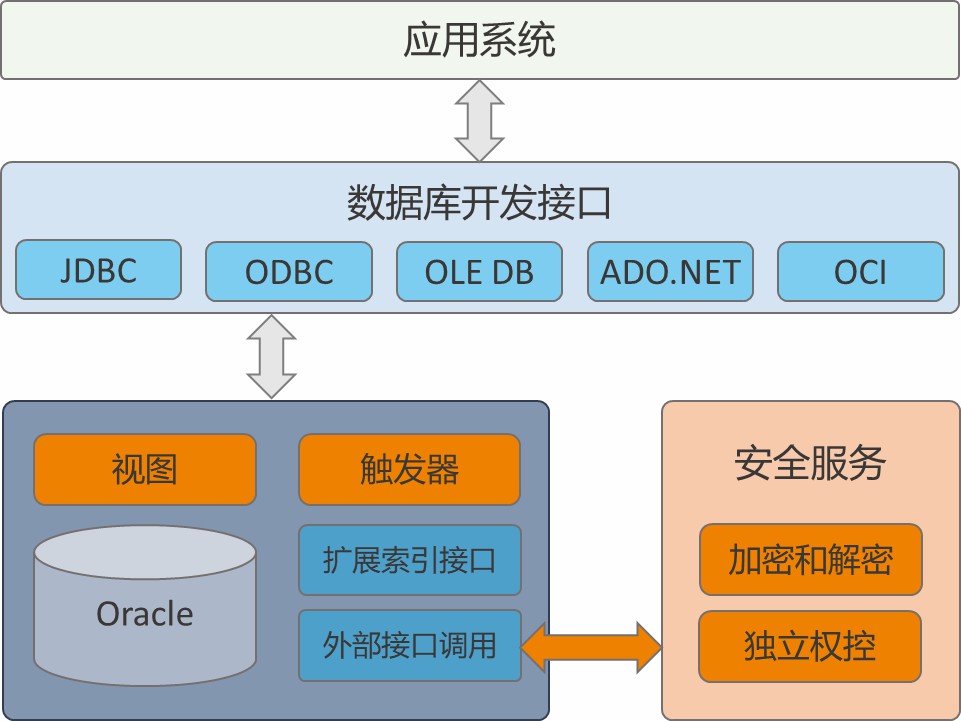 应用系统
数据库开发接口
JDBC
ODBC
OLE DB
ADO.NET
OCI
视图
触发器
Oracle
扩展索引接口
外部接口调用
安全服务
加密和解密
独立权控